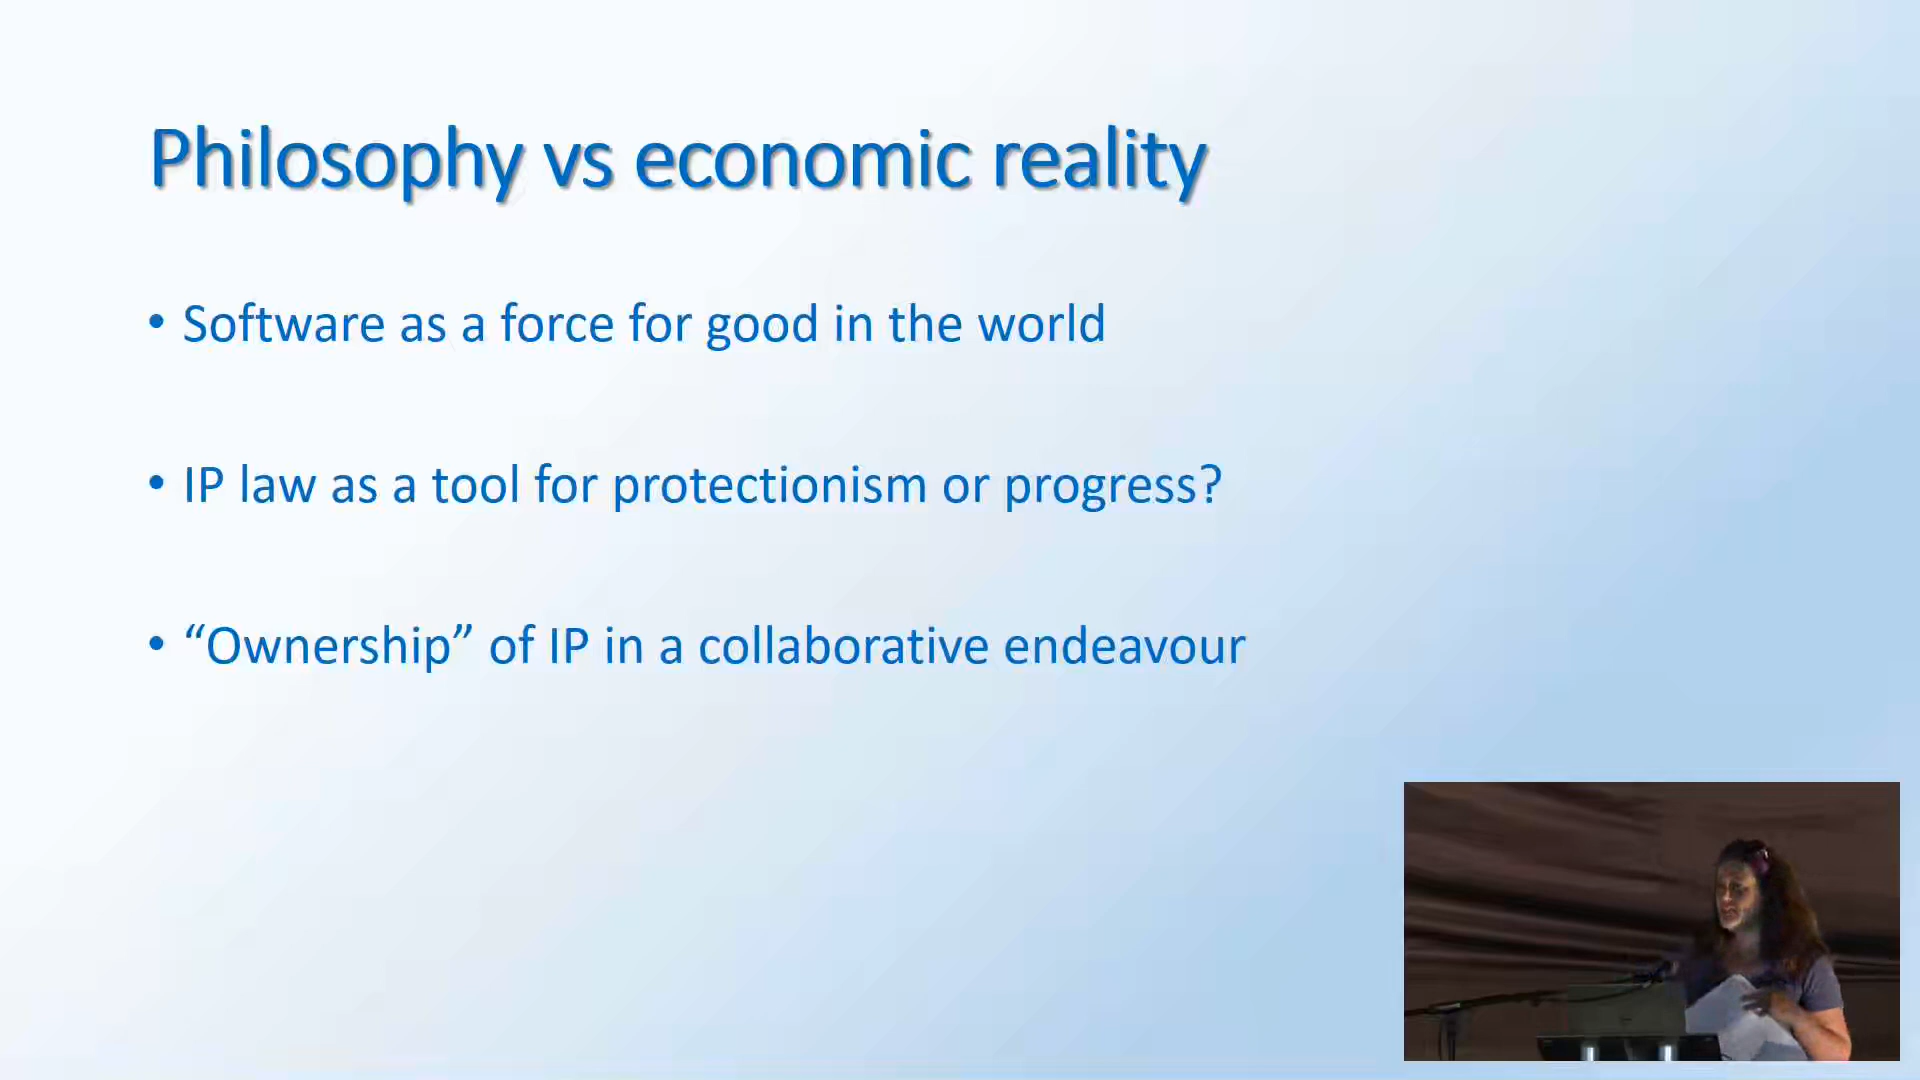 Philosophy vs economic reality
• Software as a force for good in the world
• IP law as a tool for protectionism or progress?
• “Ownership” of IP in a collaborative endeavour